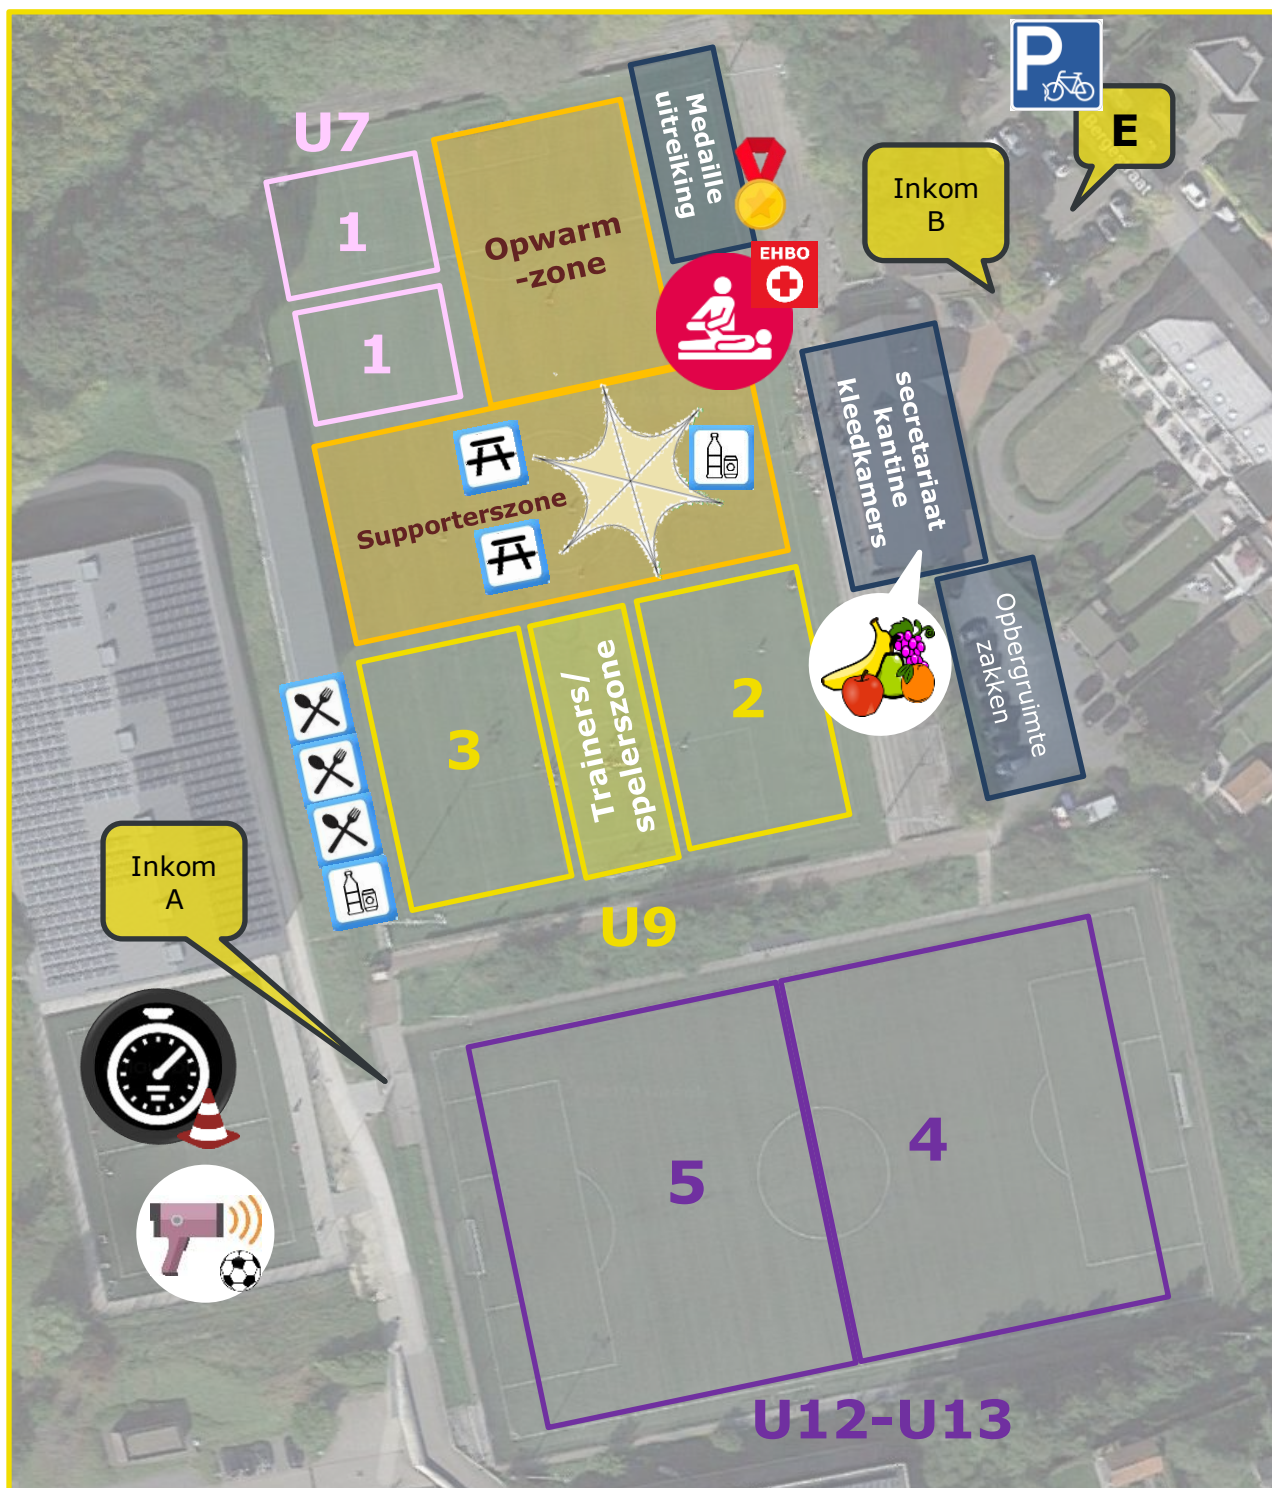 P
E
Inkom
B
U7
1
1
Opwarm
-zone
Medaille
uitreiking
EHBO
secretariaat
kantine
kleedkamers
Supporterszone
Opbergruimte
zakken
3
Trainers/
spelerszone
2
U9
Inkom
A
5
4
U12-U13